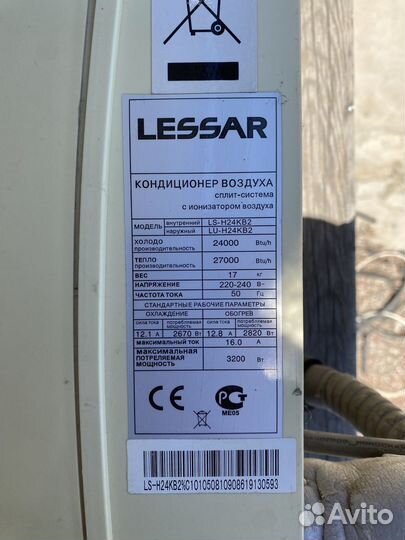 LESSAR
КОНДИЦИОНЕР ВОЗДУХА
сплит-система
с ионизатором воздуха
МОДЕЛЬ внутренний LS-H24KB2
наружный LU-H24KB2
ХОЛОДО производительность 24000 Btu/h
ТЕПЛО производительность 27000 Btu/h
ВЕС 17 кг
НАПРЯЖЕНИЕ 220-240 В~
ЧАСТОТА ТОКА 50 Гц
СТАНДАРТНЫЕ РАБОЧИЕ ПАРАМЕТРЫ
ОХЛАЖДЕНИЕ ОБОГРЕВ
сила тока потребляемая мощность сила тока потребляемая мощность
12.1 А 2670 Вт 12.8 А 2820 Вт
максимальный ток 16.0 А
максимальная ПОТРЕЛЯЕМАЯ МОЩНОСТЬ 3200 Вт
CE РСТ
ME05
LS-H24KB2%C101050810908619130593
Avito